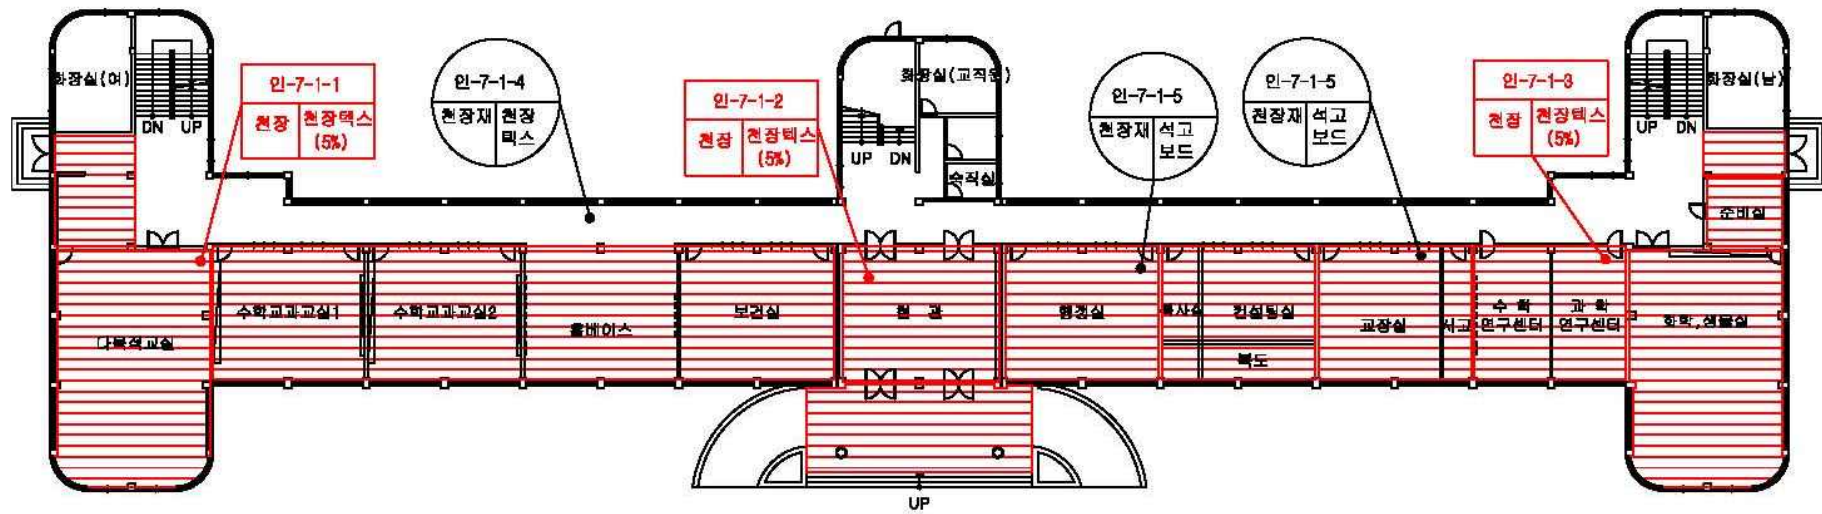 화장실(여)
DN UP
인-7-1-1
천장 천장텍스
(5%)
인-7-1-4
천장재 천장
텍스
인-7-1-2
천장 천장텍스
(5%)
화장실(교직원)
UP DN
숙직실
인-7-1-5
천장재 석고
보드
인-7-1-5
천장재 석고
보드
인-7-1-3
천장 천장텍스
(5%)
UP DN
화장실(남)
준비실
다목적교실
수학교과교실1
수학교과교실2
홈베이스
보건실
현 관
행정실
컨설팅실
복도
교장실
서고
수 학
연구센터
과 학
연구센터
화학,생물실
UP